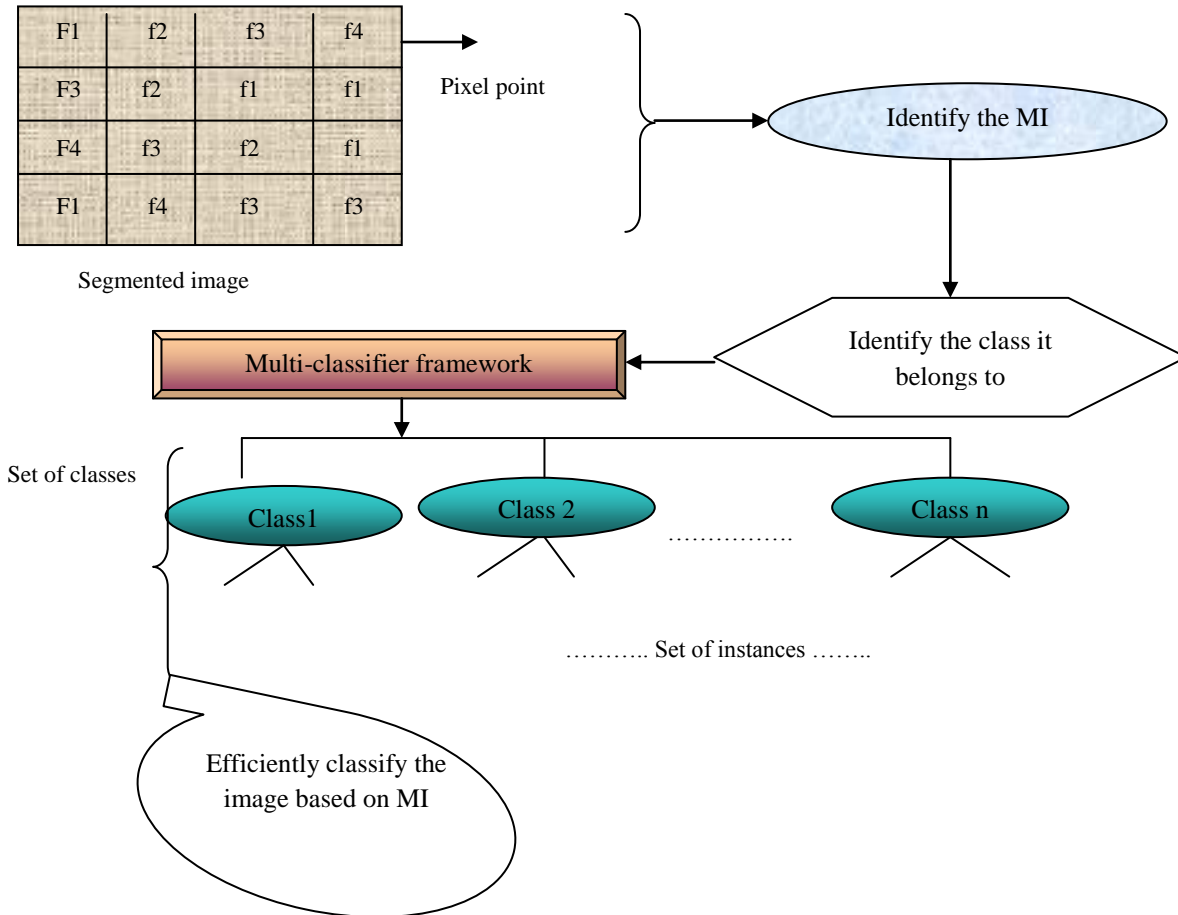 F1 f2 f3 f4
F3 f2 f1 f1
F4 f3 f2 f1
F1 f4 f3 f3
Pixel point
Identify the MI
Segmented image
Identify the class it
belongs to
Multi-classifier framework
Set of classes
Class1
Class 2
…………….
Class n
……….. Set of instances ……..
Efficiently classify the
image based on MI